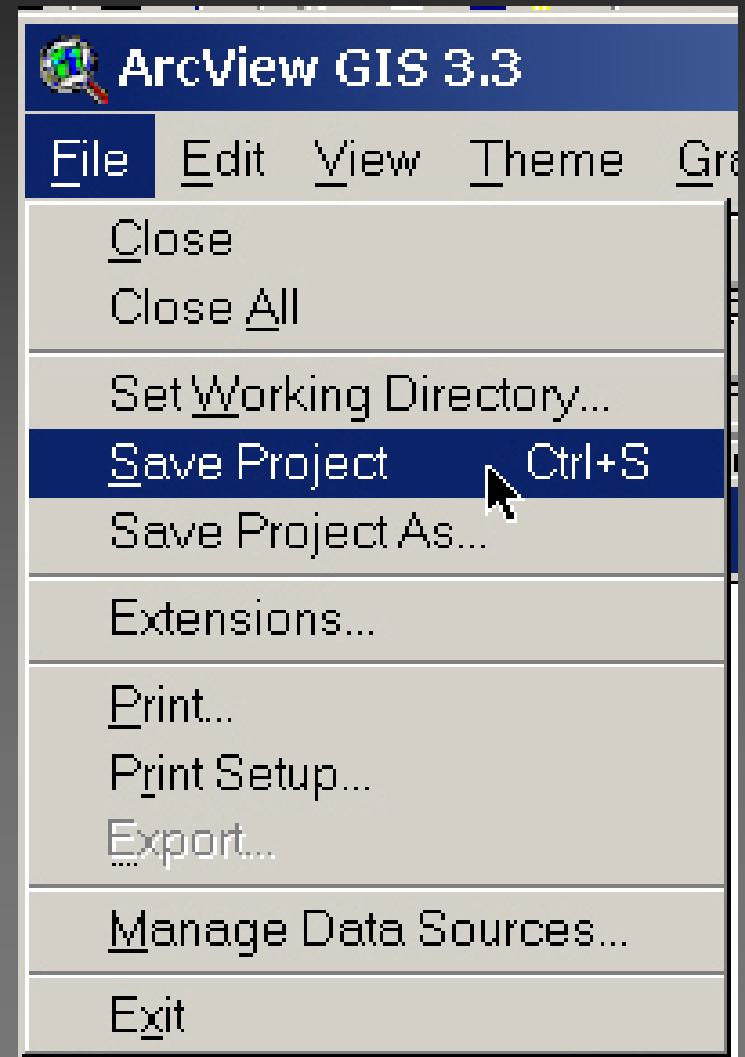 ArcView GIS 3.3
File Edit View Theme
Close
Close All
Set Working Directory...
Save Project Ctrl+S
Save Project As...
Extensions...
Print...
Print Setup...
Export...
Manage Data Sources...
Exit